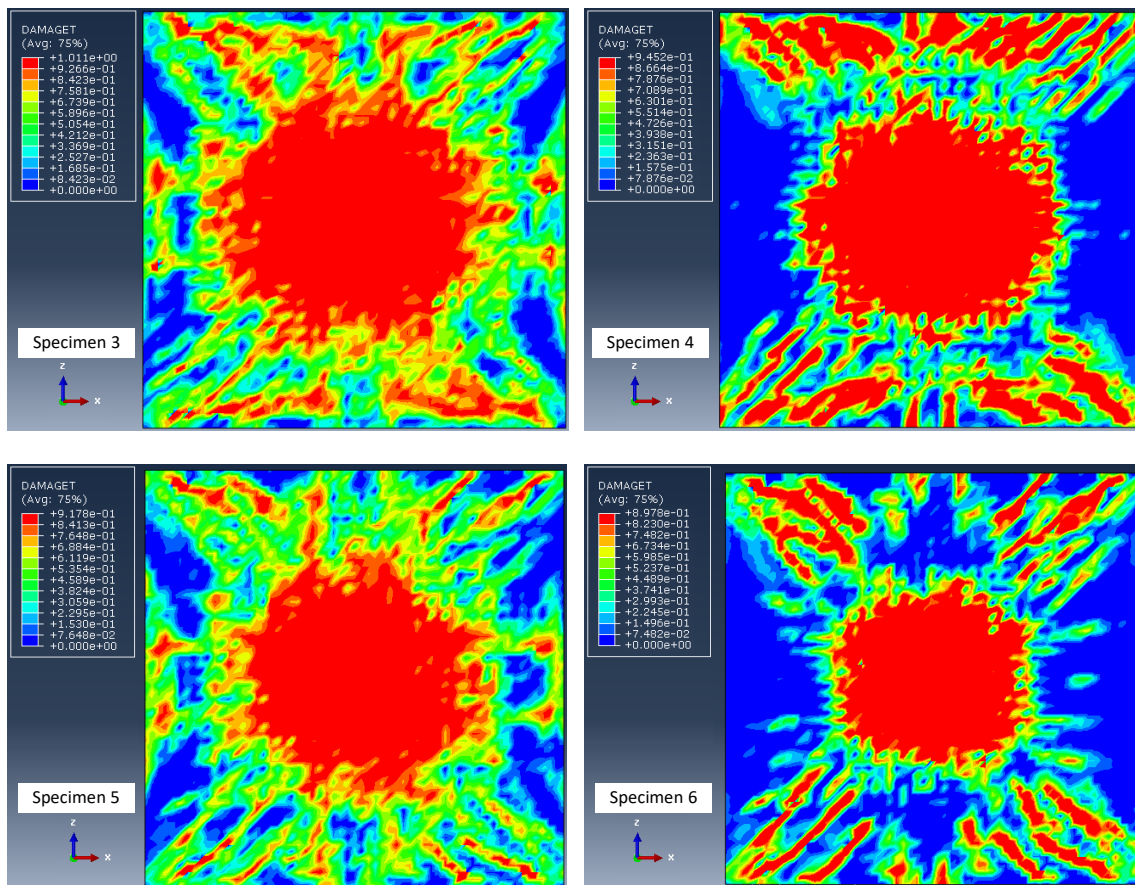 DAMAGET
(Avg: 75%)
+1.011e+00
+9.266e-01
+8.423e-01
+7.581e-01
+6.739e-01
+5.896e-01
+5.054e-01
+4.212e-01
+3.369e-01
+2.527e-01
+1.685e-01
+8.423e-02
+0.000e+00
Specimen 3
z
x
DAMAGET
(Avg: 75%)
+9.452e-01
+8.664e-01
+7.876e-01
+7.089e-01
+6.301e-01
+5.514e-01
+4.726e-01
+3.938e-01
+3.151e-01
+2.363e-01
+1.575e-01
+7.876e-02
+0.000e+00
Specimen 4
z
x
DAMAGET
(Avg: 75%)
+9.178e-01
+8.413e-01
+7.648e-01
+6.884e-01
+6.119e-01
+5.354e-01
+4.589e-01
+3.824e-01
+3.059e-01
+2.295e-01
+1.530e-01
+7.648e-02
+0.000e+00
Specimen 5
z
x
DAMAGET
(Avg: 75%)
+8.978e-01
+8.230e-01
+7.482e-01
+6.734e-01
+5.985e-01
+5.237e-01
+4.489e-01
+3.741e-01
+2.993e-01
+2.245e-01
+1.496e-01
+7.482e-02
+0.000e+00
Specimen 6
z
x